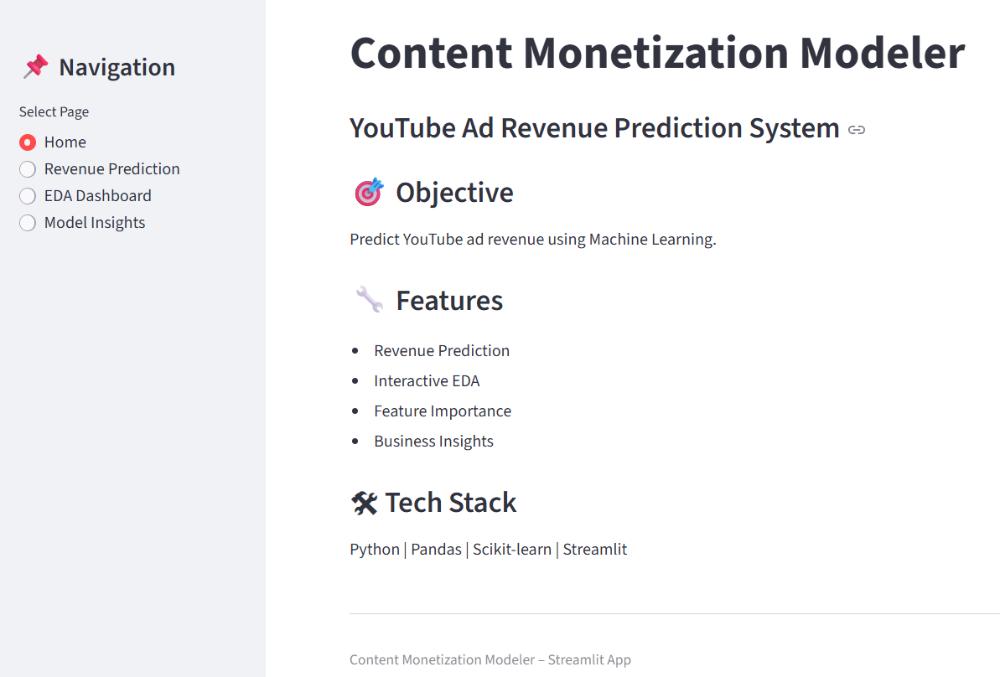 Navigation
Select Page
Home
Revenue Prediction
EDA Dashboard
Model Insights
Content Monetization Modeler
YouTube Ad Revenue Prediction System
Objective
Predict YouTube ad revenue using Machine Learning.
Features
Revenue Prediction
Interactive EDA
Feature Importance
Business Insights
Tech Stack
Python | Pandas | Scikit-learn | Streamlit
Content Monetization Modeler – Streamlit App